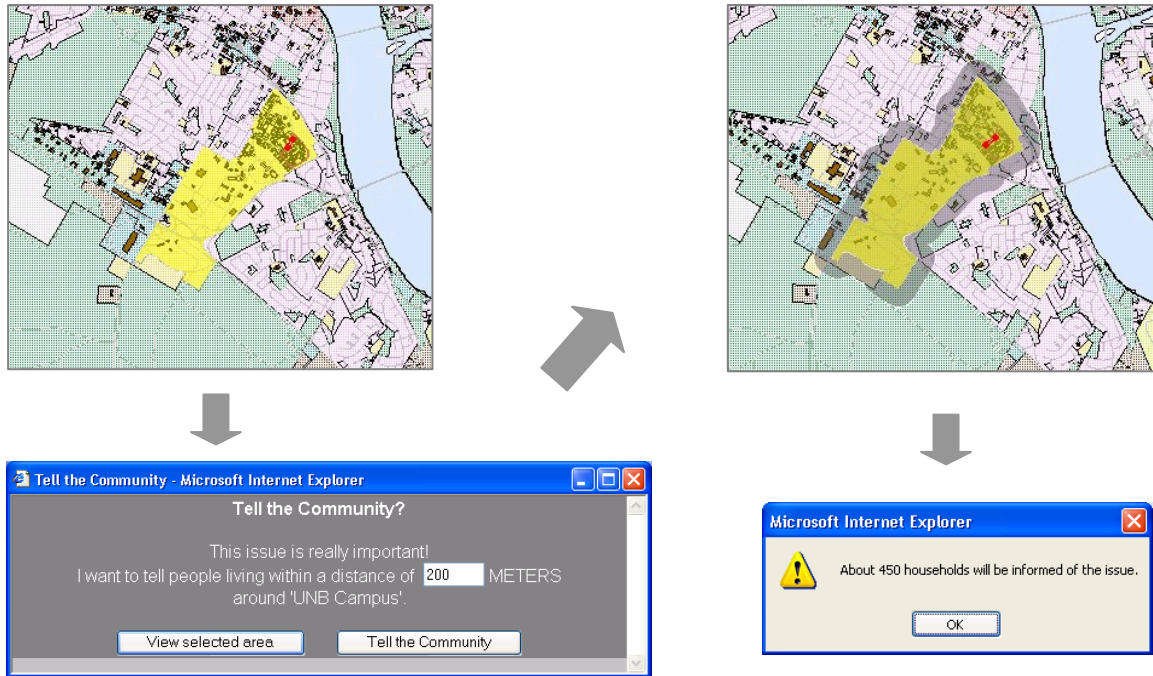 Tell the Community - Microsoft Internet Explorer
Tell the Community?
This issue is really important!
I want to tell people living within a distance of 200 METERS
around 'UNB Campus'.
View selected area
Tell the Community
Microsoft Internet Explorer
About 450 households will be informed of the issue.
OK